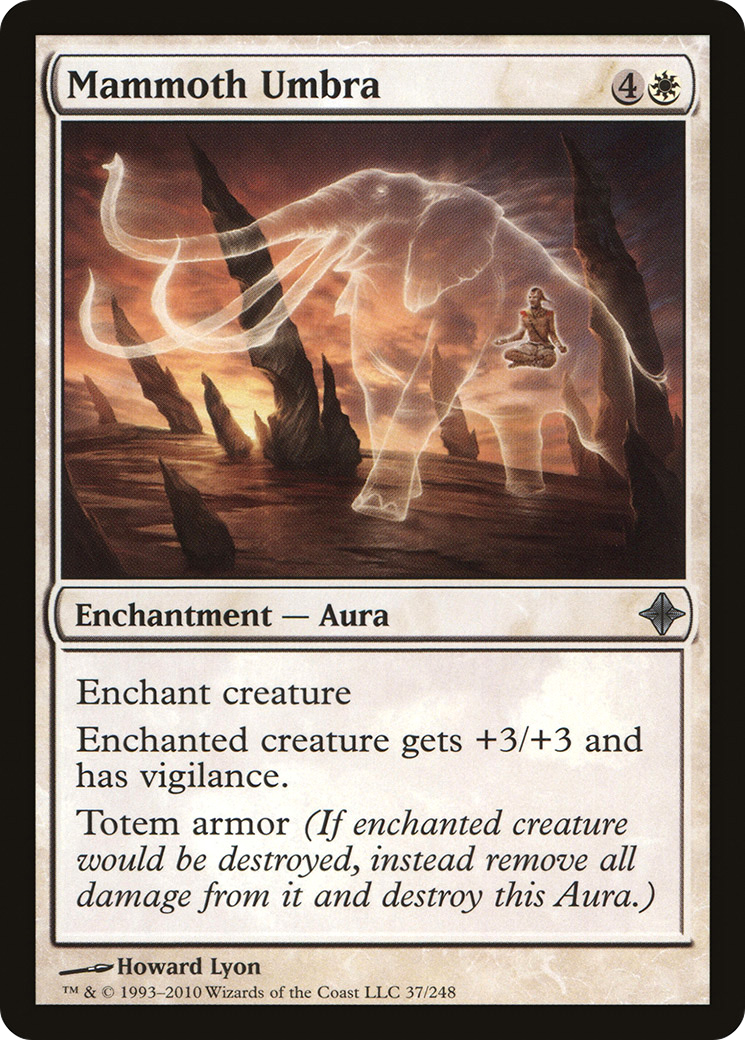 Mammoth Umbra 4
Enchantment — Aura
Enchant creature
Enchanted creature gets +3/+3 and
has vigilance.
Totem armor (If enchanted creature
would be destroyed, instead remove all
damage from it and destroy this Aura.)
Howard Lyon
™ & © 1993–2010 Wizards of the Coast LLC 37/248